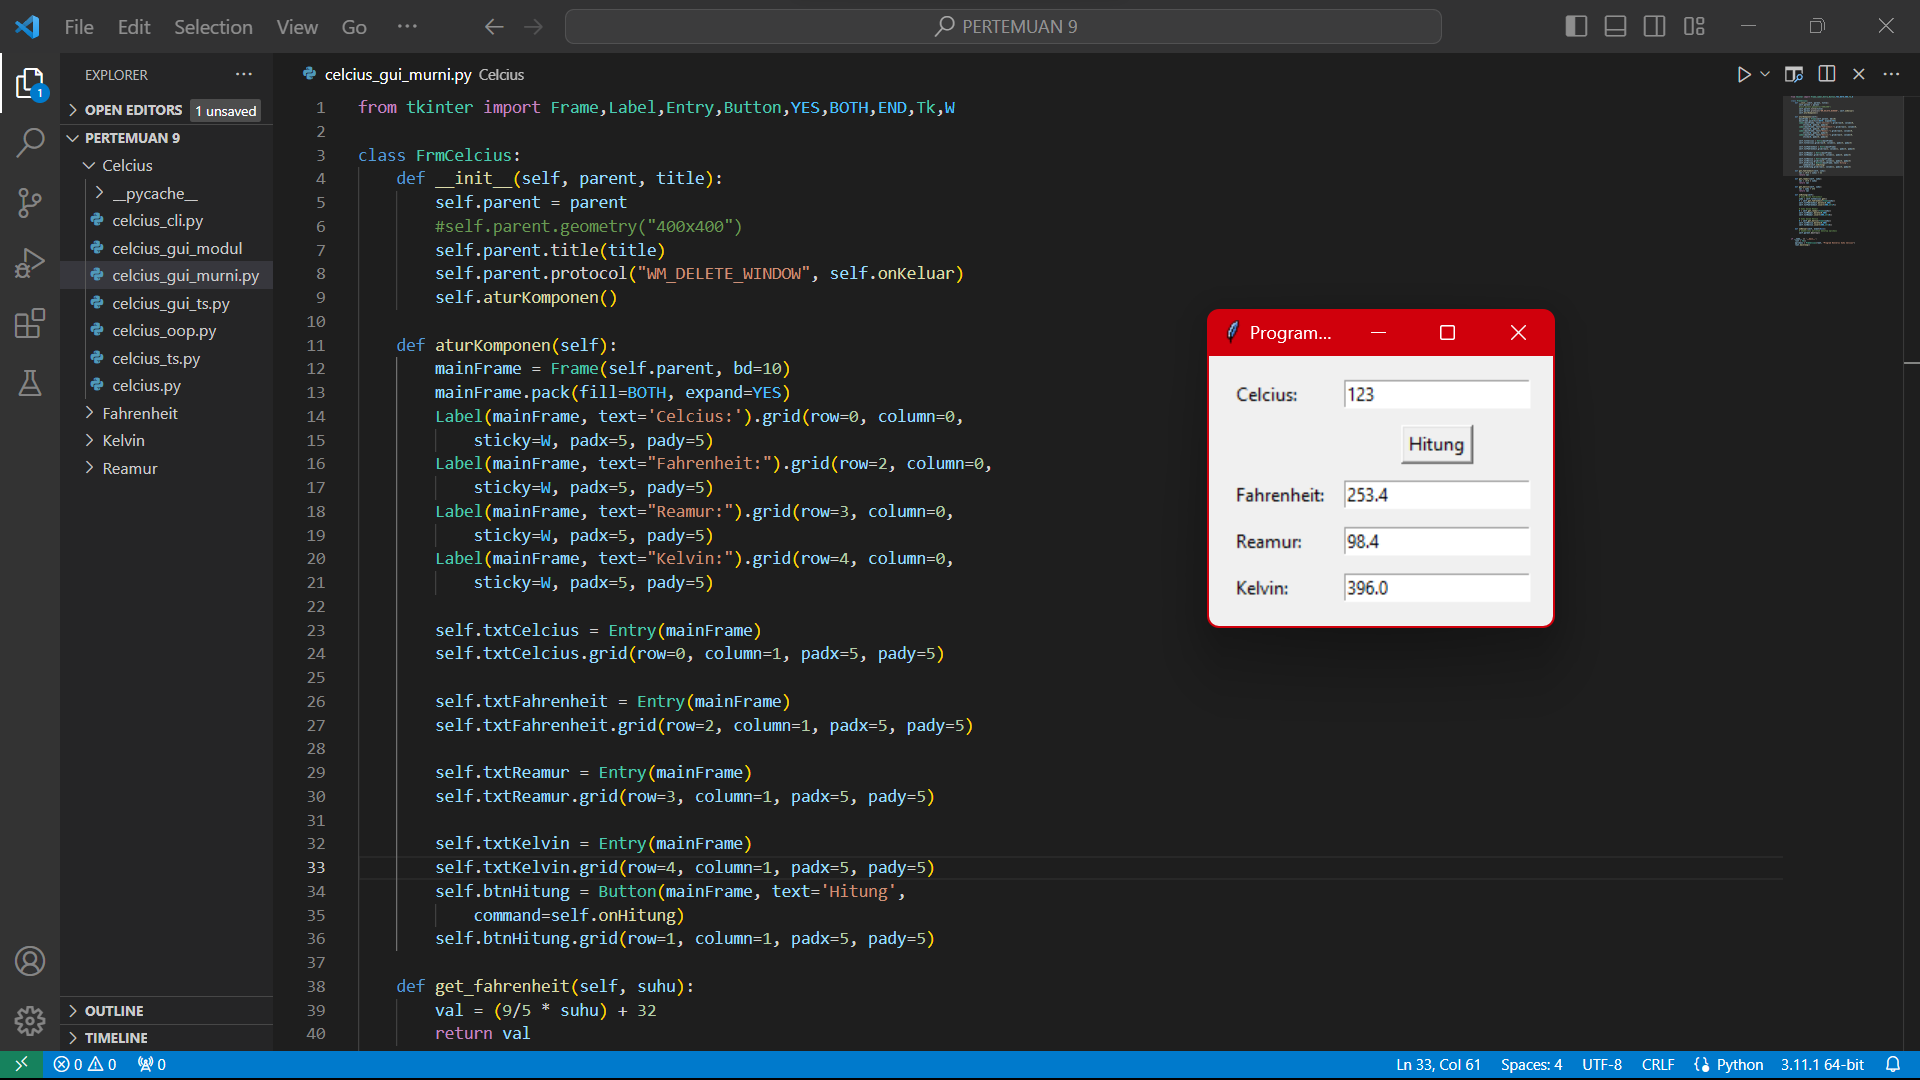 File Edit Selection View Go ··· PERTEMUAN 9
EXPLORER ···
OPEN EDITORS 1 unsaved
PERTEMUAN 9
Celcius
__pycache__
celcius_cli.py
celcius_gui_modul
celcius_gui_murni.py
celcius_gui_ts.py
celcius_oop.py
celcius_ts.py
celcius.py
Fahrenheit
Kelvin
Reamur
OUTLINE
TIMELINE
1
celcius_gui_murni.py Celcius
1 from tkinter import Frame,Label,Entry,Button,YES,BOTH,END,Tk,W
2
3 class FrmCelcius:
4 def __init__(self, parent, title):
5 self.parent = parent
6 #self.parent.geometry("400x400")
7 self.parent.title(title)
8 self.parent.protocol("WM_DELETE_WINDOW", self.onKeluar)
9 self.aturKomponen()
10
11 def aturKomponen(self):
12 mainFrame = Frame(self.parent, bd=10)
13 mainFrame.pack(fill=BOTH, expand=YES)
14 Label(mainFrame, text='Celcius:').grid(row=0, column=0,
15 sticky=W, padx=5, pady=5)
16 Label(mainFrame, text="Fahrenheit:").grid(row=2, column=0,
17 sticky=W, padx=5, pady=5)
18 Label(mainFrame, text="Reamur:").grid(row=3, column=0,
19 sticky=W, padx=5, pady=5)
20 Label(mainFrame, text="Kelvin:").grid(row=4, column=0,
21 sticky=W, padx=5, pady=5)
22
23 self.txtCelcius = Entry(mainFrame)
24 self.txtCelcius.grid(row=0, column=1, padx=5, pady=5)
25
26 self.txtFahrenheit = Entry(mainFrame)
27 self.txtFahrenheit.grid(row=2, column=1, padx=5, pady=5)
28
29 self.txtReamur = Entry(mainFrame)
30 self.txtReamur.grid(row=3, column=1, padx=5, pady=5)
31
32 self.txtKelvin = Entry(mainFrame)
33 self.txtKelvin.grid(row=4, column=1, padx=5, pady=5)
34 self.btnHitung = Button(mainFrame, text='Hitung',
35 command=self.onHitung)
36 self.btnHitung.grid(row=1, column=1, padx=5, pady=5)
37
38 def get_fahrenheit(self, suhu):
39 val = (9/5 * suhu) + 32
40 return val
Program...
Celcius: 123
Hitung
Fahrenheit: 253.4
Reamur: 98.4
Kelvin: 396.0
0 0 0 Ln 33, Col 61 Spaces: 4 UTF-8 CRLF Python 3.11.1 64-bit